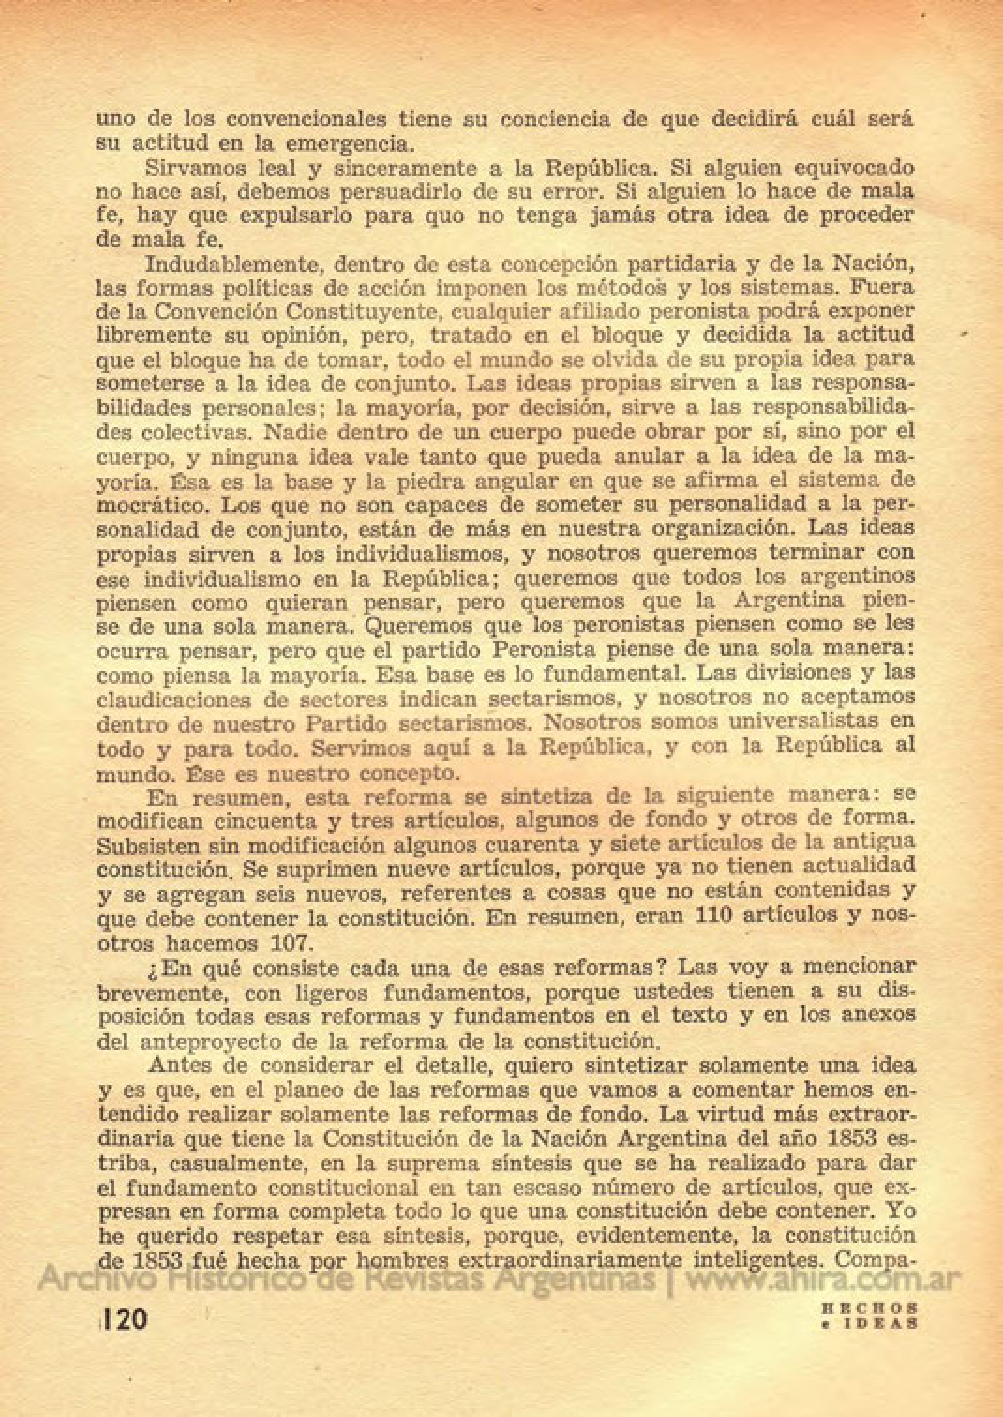 uno de los convencionales tiene su conciencia de que decidirá cuál será
su actitud en la emergencia.
Sirvamos leal y sinceramente a la República. Si alguien equivocado
no hace así, debemos persuadirlo de su error. Si alguien lo hace de mala
fe, hay que expulsarlo para quo no tenga jamás otra idea de proceder
de mala fe.
Indudablemente, dentro de esta concepción partidaria y de la Nación,
las formas políticas de acción imponen los métodos y los sistemas. Fuera
de la Convención Constituyente, cualquier afiliado peronista podrá exponer
libremente su opinión, pero, tratado en el bloque y decidida la actitud
que el bloque ha de tomar, todo el mundo se olvida de su propia idea para
someterse a la idea de conjunto. Las ideas propias sirven a las responsa-
bilidades personales; la mayoría, por decisión, sirve a las responsabilida-
des colectivas. Nadie dentro de un cuerpo puede obrar por sí, sino por el
cuerpo, y ninguna idea vale tanto que pueda anular a la idea de la ma-
yoría. Ésa es la base y la piedra angular en que se afirma el sistema de
mocrático. Los que no son capaces de someter su personalidad a la per-
sonalidad de conjunto, están de más en nuestra organización. Las ideas
propias sirven a los individualismos, y nosotros queremos terminar con
ese individualismo en la República; queremos que todos los argentinos
piensen como quieran pensar, pero queremos que la Argentina pien-
se de una sola manera. Queremos que los peronistas piensen como se les
ocurra pensar, pero que el partido Peronista piense de una sola manera:
como piensa la mayoría. Esa base es lo fundamental. Las divisiones y las
claudicaciones de sectores indican sectarismos, y nosotros no aceptamos
dentro de nuestro Partido sectarismos. Nosotros somos universalistas en
todo y para todo. Servimos aquí a la República, y con la República al
mundo. Ése es nuestro concepto.
En resumen, esta reforma se sintetiza de la siguiente manera: se
modifican cincuenta y tres artículos, algunos de fondo y otros de forma.
Subsisten sin modificación algunos cuarenta y siete artículos de la antigua
constitución. Se suprimen nueve artículos, porque ya no tienen actualidad
y se agregan seis nuevos, referentes a cosas que no están contenidas y
que debe contener la constitución. En resumen, eran 110 artículos y nos-
otros hacemos 107.
¿En qué consiste cada una de esas reformas? Las voy a mencionar
brevemente, con ligeros fundamentos, porque ustedes tienen a su dis-
posición todas esas reformas y fundamentos en el texto y en los anexos
del anteproyecto de la reforma de la constitución.
Antes de considerar el detalle, quiero sintetizar solamente una idea
y es que, en el planeo de las reformas que vamos a comentar hemos en-
tendido realizar solamente las reformas de fondo. La virtud más extraor-
dinaria que tiene la Constitución de la Nación Argentina del año 1853 es-
triba, casualmente, en la suprema síntesis que se ha realizado para dar
el fundamento constitucional en tan escaso número de artículos, que ex-
presan en forma completa todo lo que una constitución debe contener. Yo
he querido respetar esa síntesis, porque, evidentemente, la constitución
de 1853 fué hecha por hombres extraordinariamente inteligentes. Compa-
Archivo Histórico de Revistas Argentinas | www.ahira.com.ar
120
HECHOS
e IDEAS